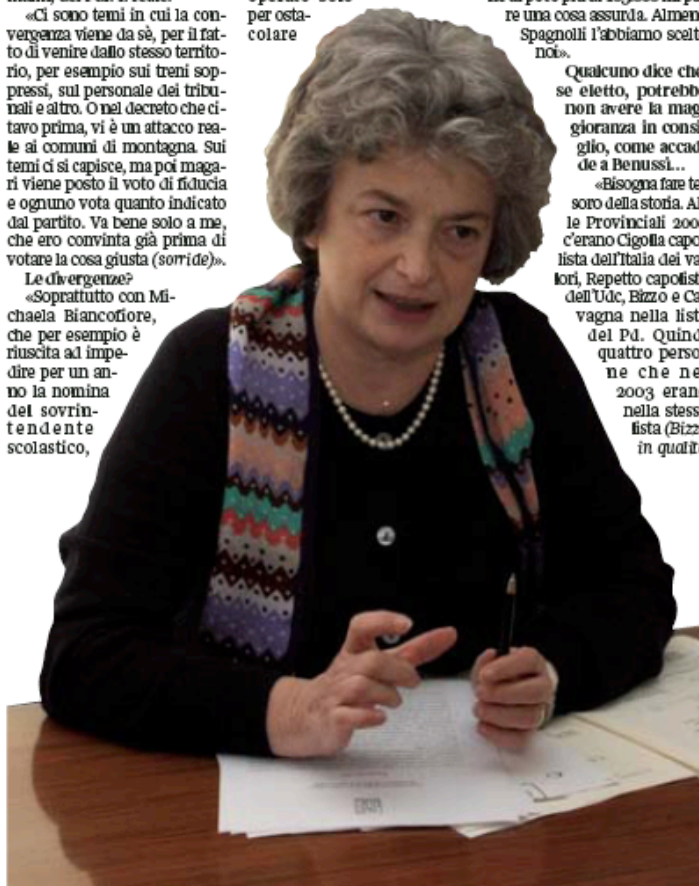 «Ci sono temi in cui la con-
vergenza viene da sè, per il fat-
to di venire dallo stesso territo-
rio, per esempio sui treni sop-
pressi, sul personale dei tribu-
nali e altro. O nel decreto che ci-
tavo prima, vi è un attacco rea-
le ai comuni di montagna. Sui
temi ci si capisce, ma poi maga-
ri viene posto il voto di fiducia
e ognuno vota quanto indicato
dal partito. Va bene solo a me,
che ero convinta già prima di
votare la cosa giusta (sorride)».
Le divergenze?
«Soprattutto con Mi-
chaela Biancofiore,
che per esempio è
riuscita ad impe-
dire per un an-
no la nomina
del sovrin-
tendente
scolastico,
per osta-
colare
re una cosa assurda. Almen
Spagnolli l'abbiamo scelt
noi».
Qualcuno dice che
se eletto, potrebb
non avere la mag
gioranza in consi
glio, come accad
de a Benussi...
«Bisogna fare te
soro della storia. Al
le Provinciali 200
c'erano Cigolla capo
lista dell'Italia dei va
lori, Repetto capolist
dell'Udc, Bizzo e Co
vagna nella list
del Pd. Quind
quattro perso
ne che ne
2003 eran
nella stess
lista (Bizz
in qualit